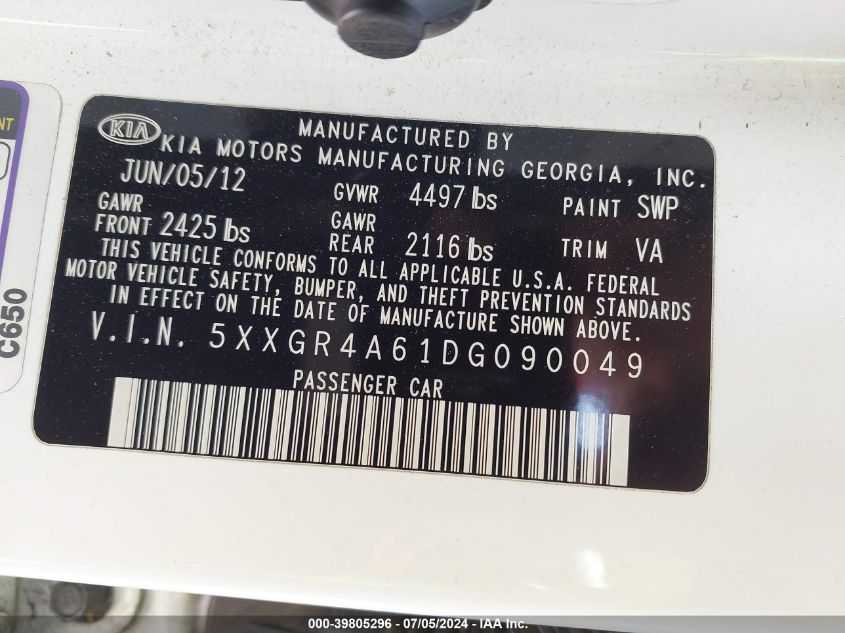 NT
C650
KIA
MANUFACTURED BY
KIA MOTORS MANUFACTURING GEORGIA, INC.
JUN/05/12 GVWR 4497 lbs PAINT SWP
GAWR FRONT 2425 lbs GAWR REAR 2116 lbs TRIM VA
THIS VEHICLE CONFORMS TO ALL APPLICABLE U.S.A. FEDERAL
MOTOR VEHICLE SAFETY, BUMPER, AND THEFT PREVENTION STANDARDS
IN EFFECT ON THE DATE OF MANUFACTURE SHOWN ABOVE.
V.I.N. 5XXGR4A61DG090049
PASSENGER CAR
000-39805296 - 07/05/2024 - IAA Inc.